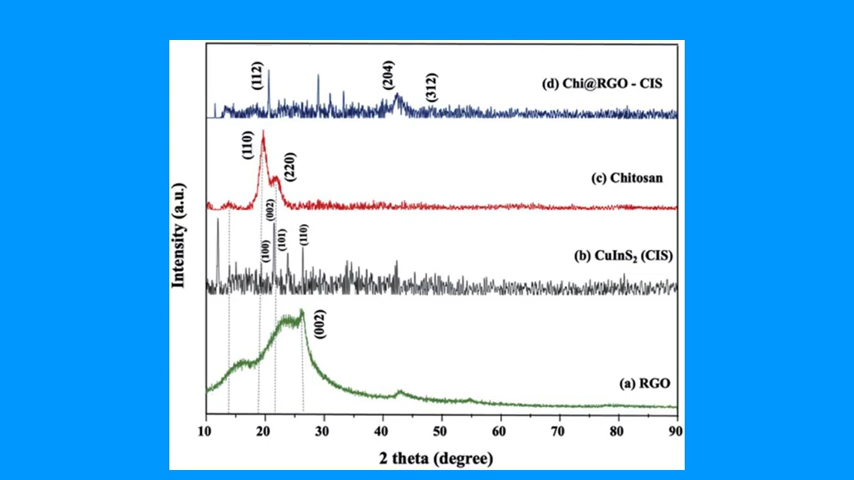 (112)
(204)
(312)
(d) Chi@RGO - CIS
(110)
(220)
(c) Chitosan
(002)
(100)
(101)
(110)
(b) CuInS₂ (CIS)
(002)
(a) RGO
Intensity (a.u.)
10 20 30 40 50 60 70 80 90
2 theta (degree)